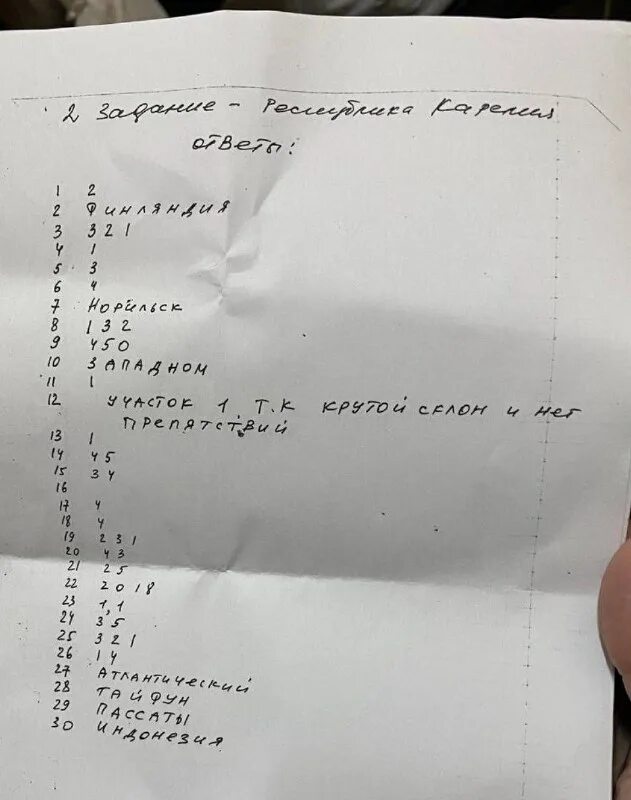 2 Задание - Республика Карелия
ответы:
1 2
2 Финляндия
3 3 2 1
4 1
5 3
6 4
7 Норильск
8 1 3 2
9 450
10 Западном
11 1
12 Участок 1, т.к крутой склон и нет
препятствий
13 1
14 4 5
15 3 4
16
17 4
18 4
19 2 3 1
20 4 3
21 2 5
22 2018
23 1,1
24 3 5
25 3 2 1
26 1 4
27 Атлантический
28 Тайфун
29 Пассаты
30 Индонезия